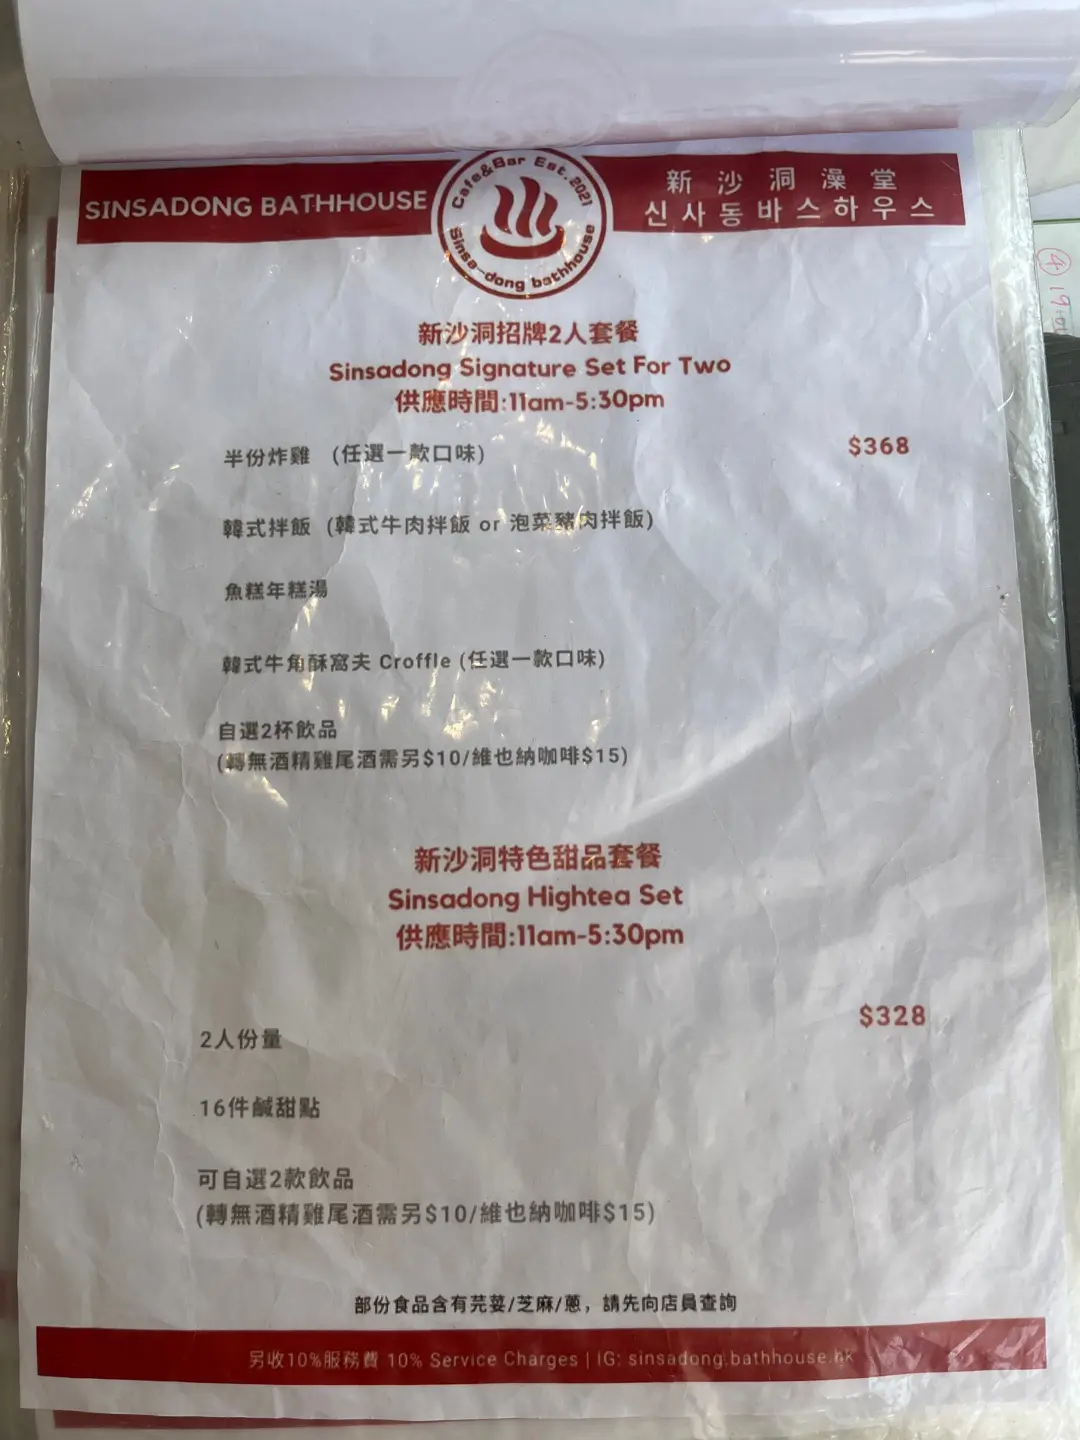 SINSADONG BATHHOUSE
Cafe&Bar Est.2021
Sinsa-dong bathhouse
新沙洞澡堂
신사동바스하우스
新沙洞招牌2人套餐
Sinsadong Signature Set For Two
供應時間:11am-5:30pm
半份炸雞 (任選一款口味)
$368
韓式拌飯 (韓式牛肉拌飯 or 泡菜豬肉拌飯)
魚糕年糕湯
韓式牛角酥窩夫 Croffle (任選一款口味)
自選2杯飲品
(轉無酒精雞尾酒需另$10/維也納咖啡$15)
新沙洞特色甜品套餐
Sinsadong Hightea Set
供應時間:11am-5:30pm
$328
2人份量
16件鹹甜點
可自選2款飲品
(轉無酒精雞尾酒需另$10/維也納咖啡$15)
部份食品含有芫荽/芝麻/蔥，請先向店員查詢
另收10%服務費 10% Service Charges | IG: sinsadong.bathhouse.hk